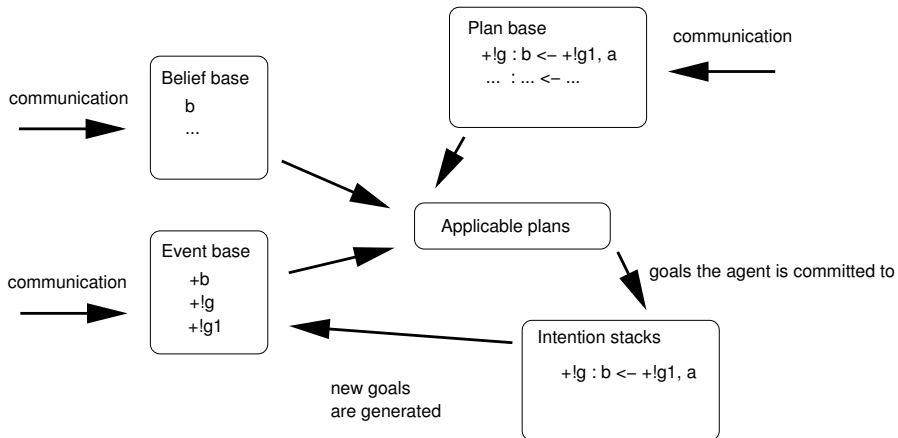 Plan base
+!g : b <− +!g1, a
... : ... <− ...
communication
Belief base
b
...
communication
Applicable plans
Event base
+b
+!g
+!g1
communication
goals the agent is committed to
Intention stacks
+!g : b <− +!g1, a
new goals
are generated